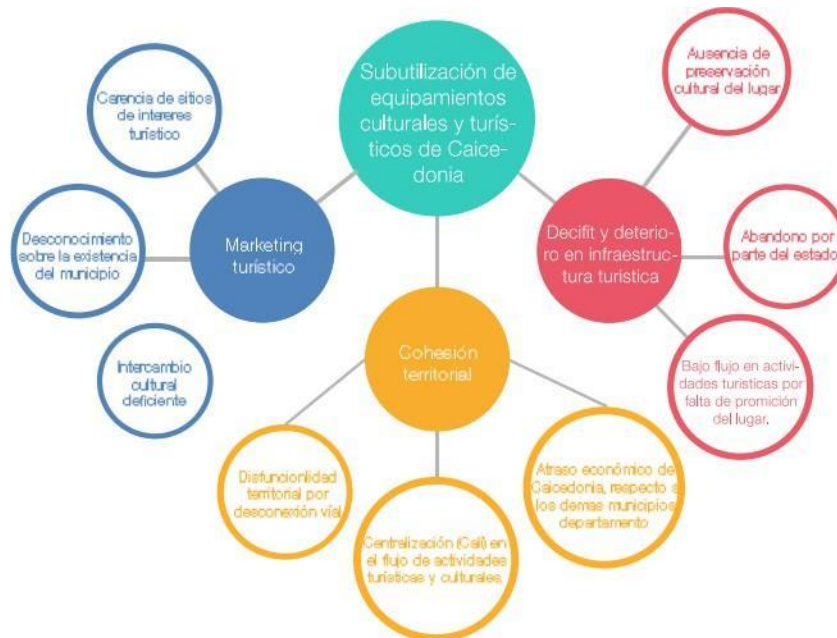 Subutilización de
equipamientos
culturales y turís-
ticos de Caice-
donia
Marketing
turístico
Carencia de sitios
de intereres
turístico
Desconocimiento
sobre la existencia
del municipio
Intercambio
cultural
deficiente
Cohesión
territorial
Disfuncionlidad
territorial por
desconexión vial
Centralización (Cali) en
el flujo de actividades
turísticas y culturales.
Atraso económico de
Caicedonia, respecto a
los demas municipios
departamento
Decifit y deterio-
ro en infraestruc-
tura turistica
Ausencia de
preservación
cultural del lugar
Abandono por
parte del estado
Bajo flujo en activi-
dades turísticas por
falta de promición
del lugar.